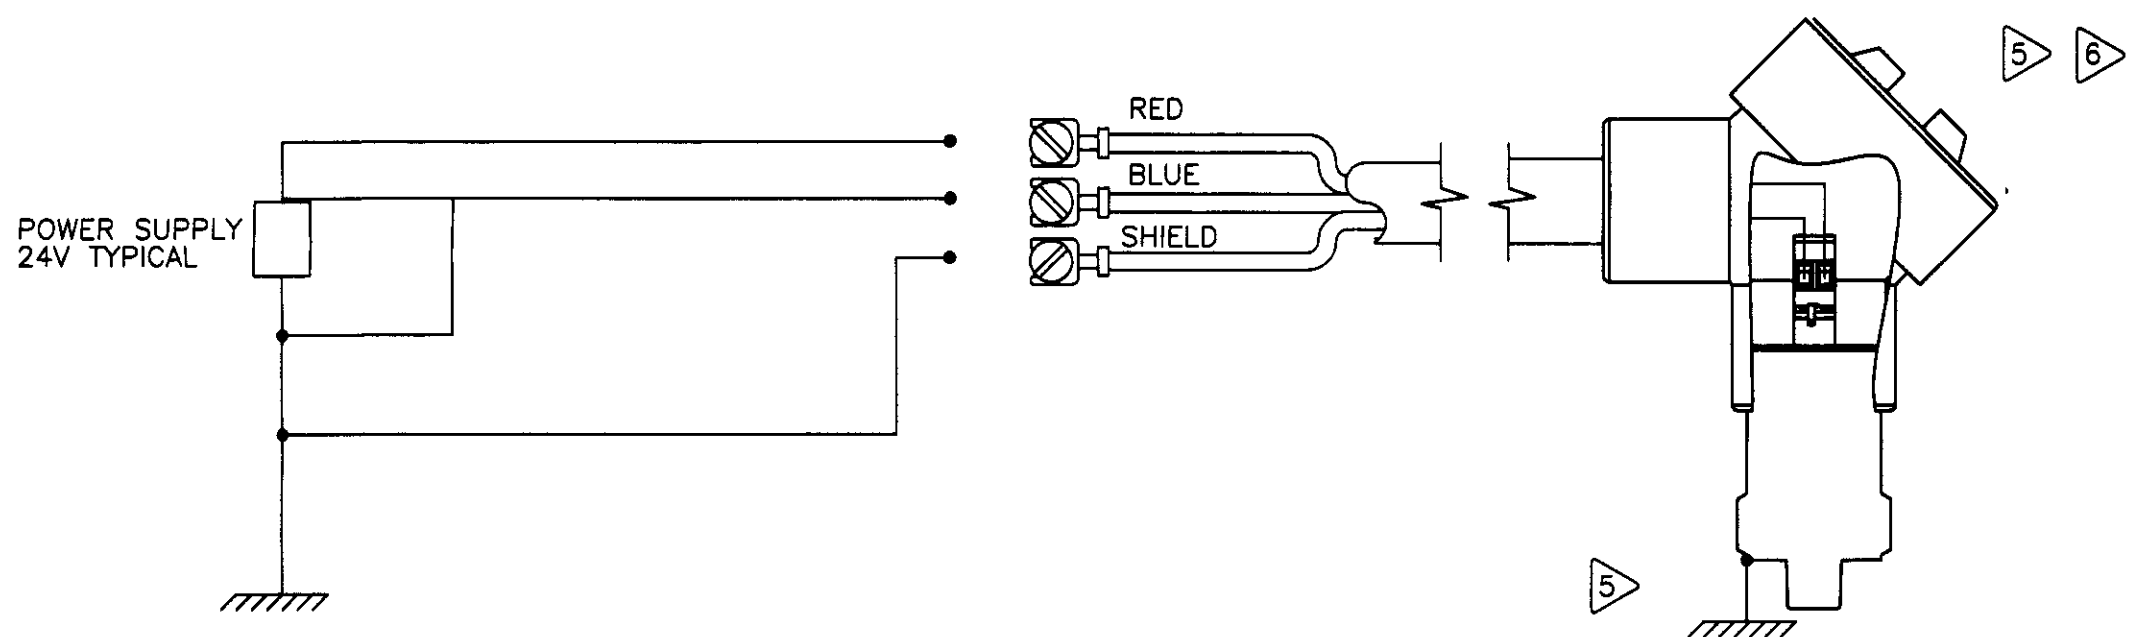 RED
5
6
BLUE
POWER SUPPLY
24V TYPICAL
SHIELD
5